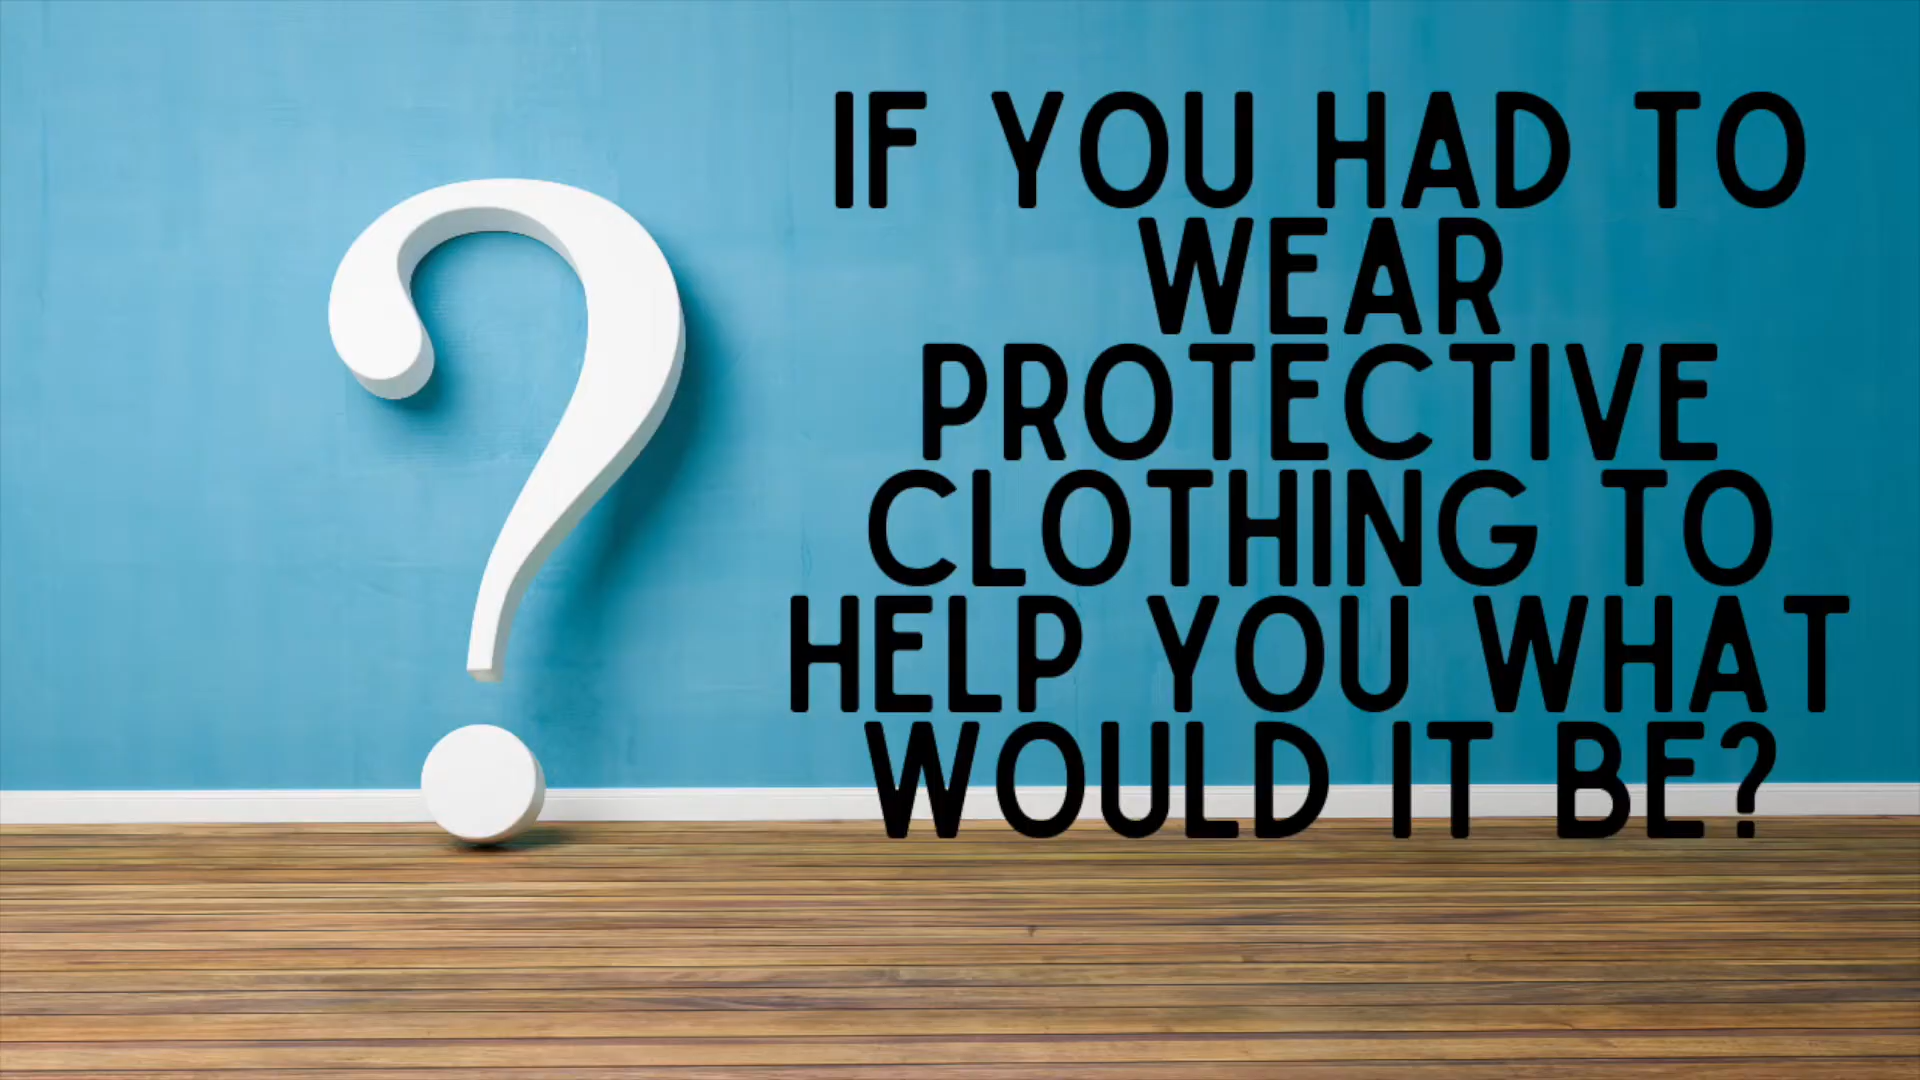 IF YOU HAD TO
WEAR
PROTECTIVE
CLOTHING TO
HELP YOU WHAT
WOULD IT BE?